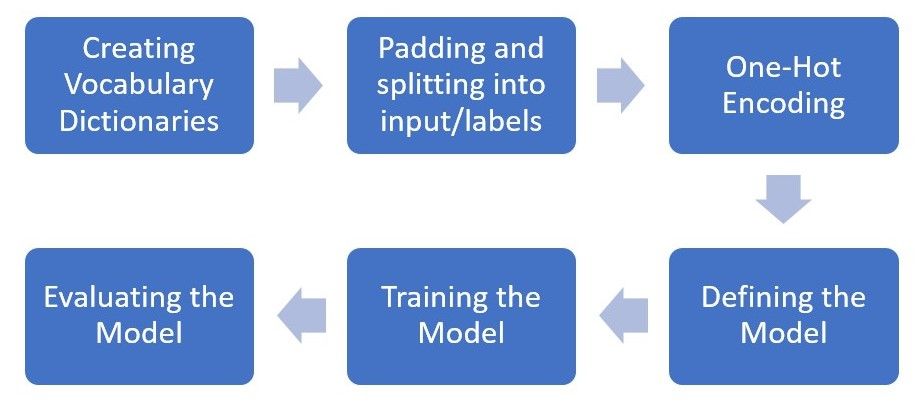 Creating
Vocabulary
Dictionaries
Padding and
splitting into
input/labels
One-Hot
Encoding
Defining the
Model
Training the
Model
Evaluating the
Model